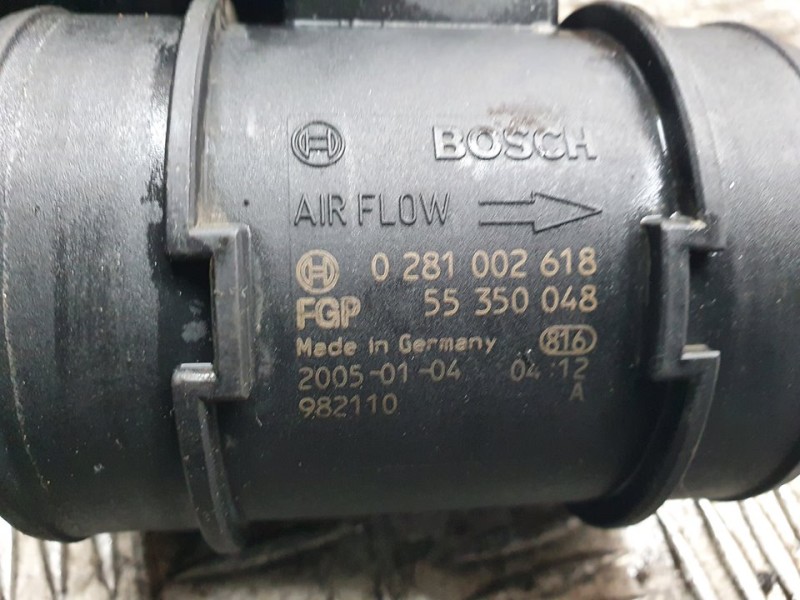 BOSCH
AIR FLOW
0 281 002 618
FGP 55 350 048
Made in Germany 816
2005-01-04 04:12
982110 A